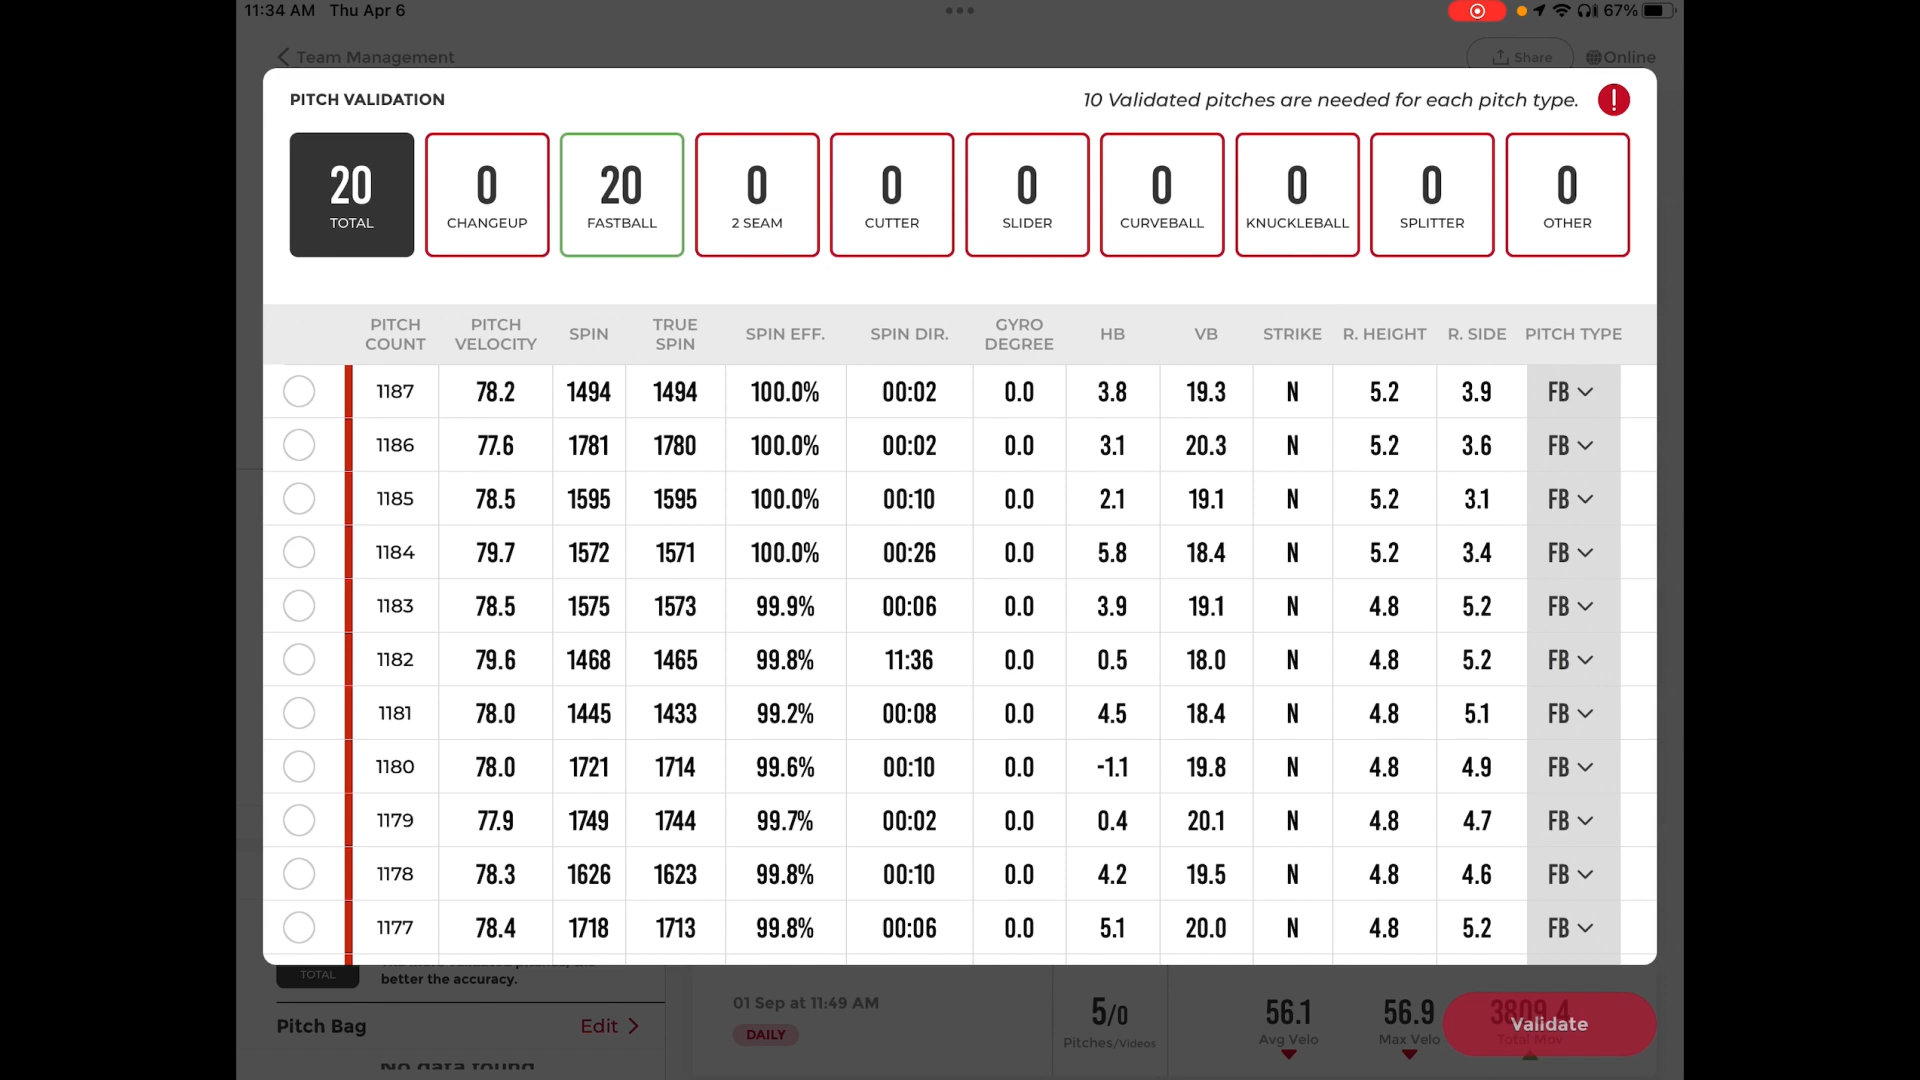 11:34 AM Thu Apr 6
67%
Team Management
Share
Online
PITCH VALIDATION
10 Validated pitches are needed for each pitch type.
20 0 20 0 0 0 0 0 0 0
TOTAL CHANGEUP FASTBALL 2 SEAM CUTTER SLIDER CURVEBALL KNUCKLEBALL SPLITTER OTHER
PITCH COUNT PITCH VELOCITY SPIN TRUE SPIN SPIN EFF. SPIN DIR. GYRO DEGREE HB VB STRIKE R. HEIGHT R. SIDE PITCH TYPE
1187 78.2 1494 1494 100.0% 00:02 0.0 3.8 19.3 N 5.2 3.9 FB
1186 77.6 1781 1780 100.0% 00:02 0.0 3.1 20.3 N 5.2 3.6 FB
1185 78.5 1595 1595 100.0% 00:10 0.0 2.1 19.1 N 5.2 3.1 FB
1184 79.7 1572 1571 100.0% 00:26 0.0 5.8 18.4 N 5.2 3.4 FB
1183 78.5 1575 1573 99.9% 00:06 0.0 3.9 19.1 N 4.8 5.2 FB
1182 79.6 1468 1465 99.8% 11:36 0.0 0.5 18.0 N 4.8 5.2 FB
1181 78.0 1445 1433 99.2% 00:08 0.0 4.5 18.4 N 4.8 5.1 FB
1180 78.0 1721 1714 99.6% 00:10 0.0 -1.1 19.8 N 4.8 4.9 FB
1179 77.9 1749 1744 99.7% 00:02 0.0 0.4 20.1 N 4.8 4.7 FB
1178 78.3 1626 1623 99.8% 00:10 0.0 4.2 19.5 N 4.8 4.6 FB
1177 78.4 1718 1713 99.8% 00:06 0.0 5.1 20.0 N 4.8 5.2 FB
TOTAL
better the accuracy.
Pitch Bag Edit
No data found
01 Sep at 11:49 AM
DAILY
5/0
Pitches/Videos
56.1
Avg Velo
56.9
Max Velo
3809.4
Total Mov
Validate